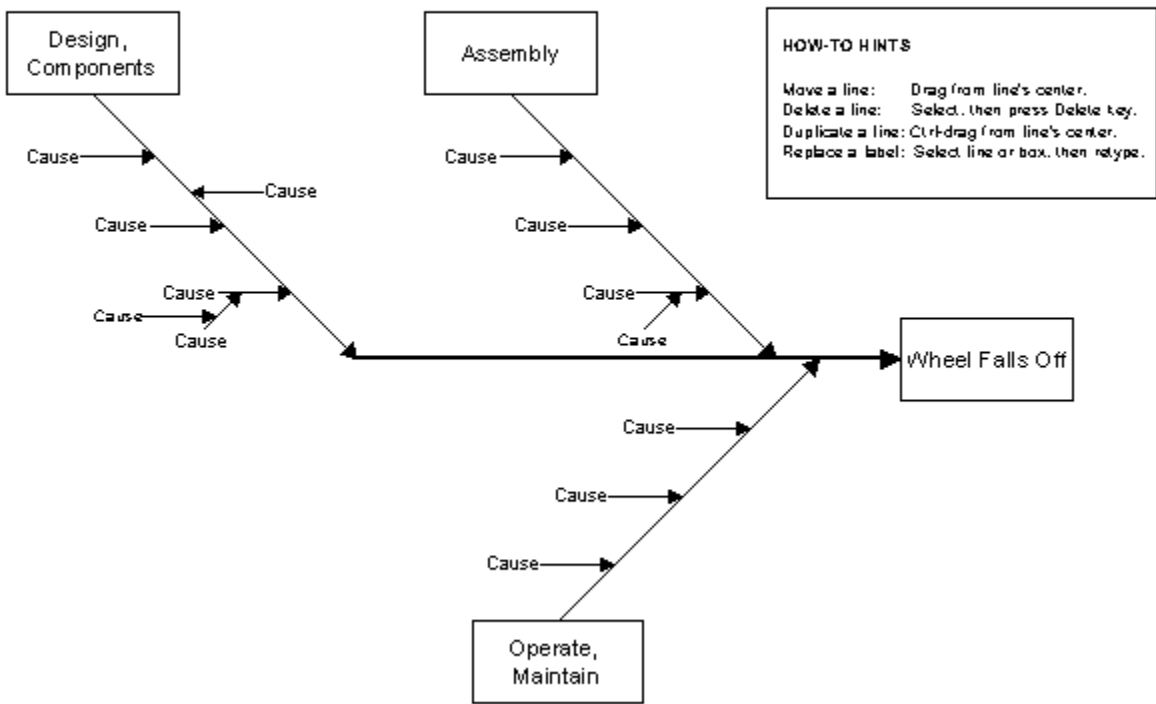 Design,
Components
Assembly
HOW-TO HINTS
Move a line: Drag from line's center.
Delete a line: Select, then press Delete key.
Duplicate a line: Ctrl-drag from line's center.
Replace a label: Select line or box, then retype.
Cause
Cause
Cause
Cause
Cause
Cause
Cause
Cause
Cause
Cause
Wheel Falls Off
Cause
Cause
Cause
Operate,
Maintain